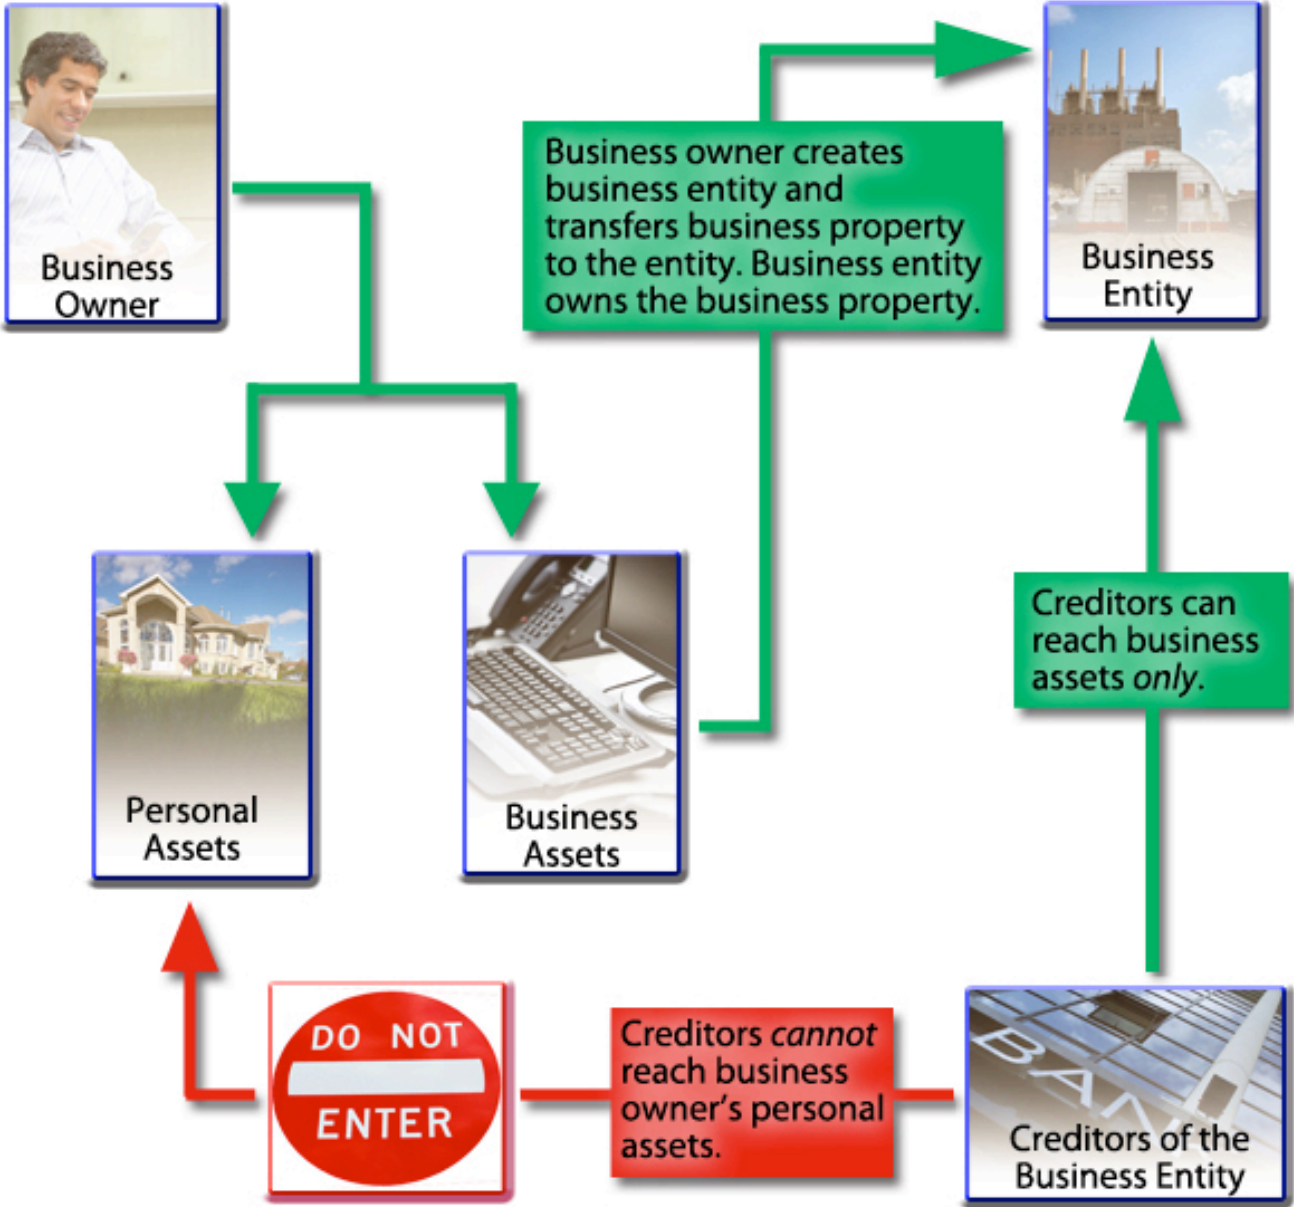 Business
Owner
Business owner creates
business entity and
transfers business property
to the entity. Business entity
owns the business property.
Business
Entity
Personal
Assets
Business
Assets
Creditors can
reach business
assets only.
DO NOT
ENTER
Creditors cannot
reach business
owner's personal
assets.
BANK
Creditors of the
Business Entity